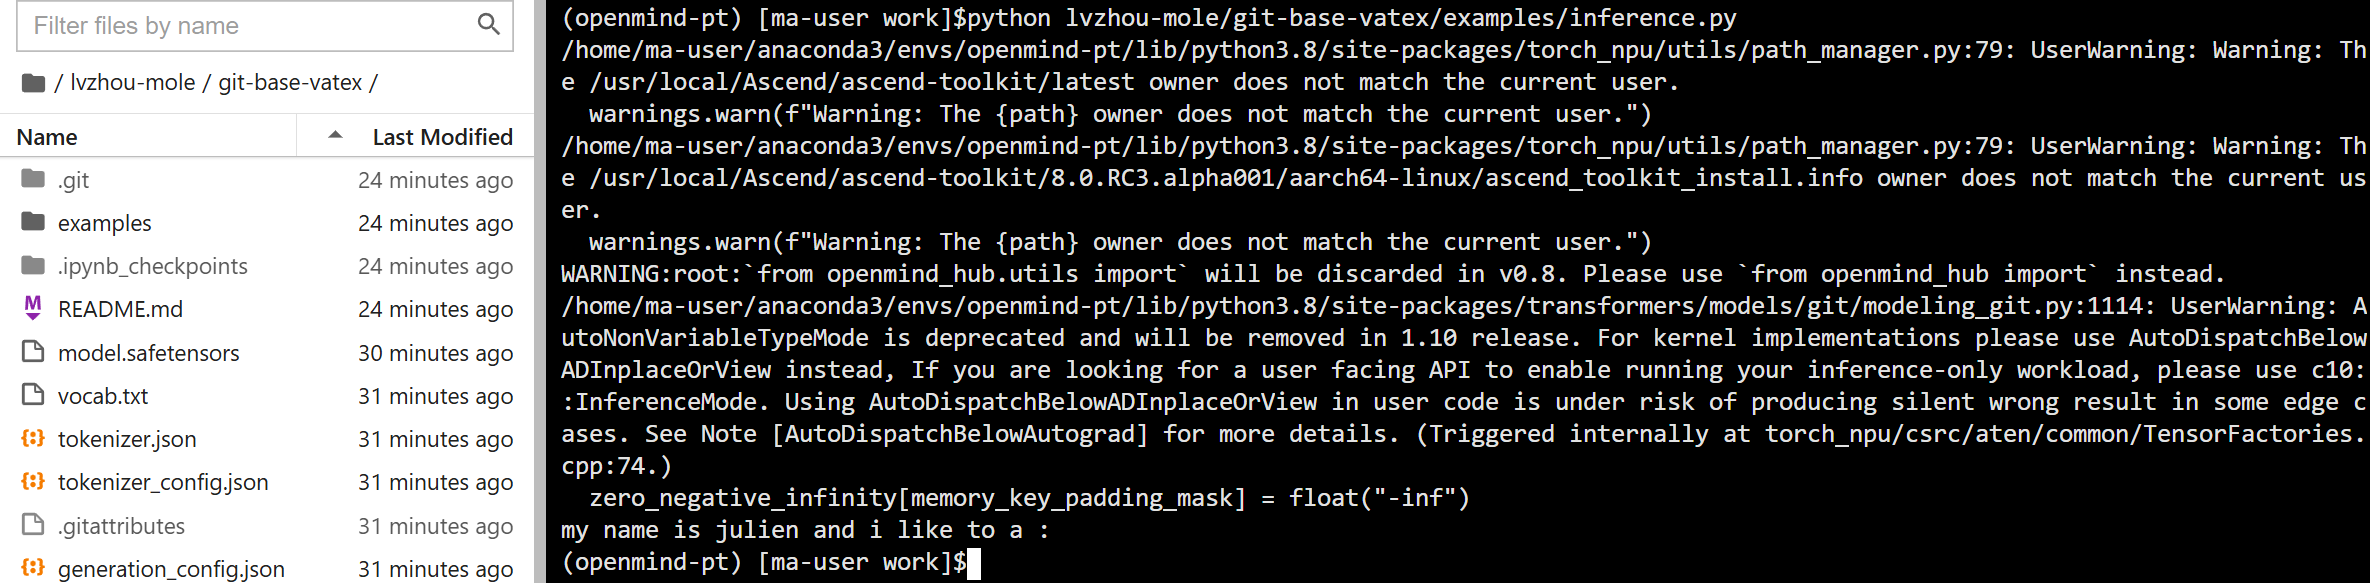 Filter files by name
/ lvzhou-mole / git-base-vatex /
Name Last Modified
.git 24 minutes ago
examples 24 minutes ago
.ipynb_checkpoints 24 minutes ago
README.md 24 minutes ago
model.safetensors 30 minutes ago
vocab.txt 31 minutes ago
tokenizer.json 31 minutes ago
tokenizer_config.json 31 minutes ago
.gitattributes 31 minutes ago
generation_config.json 31 minutes ago
(openmind-pt) [ma-user work]$python lvzhou-mole/git-base-vatex/examples/inference.py
/home/ma-user/anaconda3/envs/openmind-pt/lib/python3.8/site-packages/torch_npu/utils/path_manager.py:79: UserWarning: Warning: Th
e /usr/local/Ascend/ascend-toolkit/latest owner does not match the current user.
  warnings.warn(f"Warning: The {path} owner does not match the current user.")
/home/ma-user/anaconda3/envs/openmind-pt/lib/python3.8/site-packages/torch_npu/utils/path_manager.py:79: UserWarning: Warning: Th
e /usr/local/Ascend/ascend-toolkit/8.0.RC3.alpha001/aarch64-linux/ascend_toolkit_install.info owner does not match the current us
er.
  warnings.warn(f"Warning: The {path} owner does not match the current user.")
WARNING:root:`from openmind_hub.utils import` will be discarded in v0.8. Please use `from openmind_hub import` instead.
/home/ma-user/anaconda3/envs/openmind-pt/lib/python3.8/site-packages/transformers/models/git/modeling_git.py:1114: UserWarning: A
utoNonVariableTypeMode is deprecated and will be removed in 1.10 release. For kernel implementations please use AutoDispatchBelow
ADInplaceOrView instead, If you are looking for a user facing API to enable running your inference-only workload, please use c10:
:InferenceMode. Using AutoDispatchBelowADInplaceOrView in user code is under risk of producing silent wrong result in some edge c
ases. See Note [AutoDispatchBelowAutograd] for more details. (Triggered internally at torch_npu/csrc/aten/common/TensorFactories.
cpp:74.)
  zero_negative_infinity[memory_key_padding_mask] = float("-inf")
my name is julien and i like to a :
(openmind-pt) [ma-user work]$